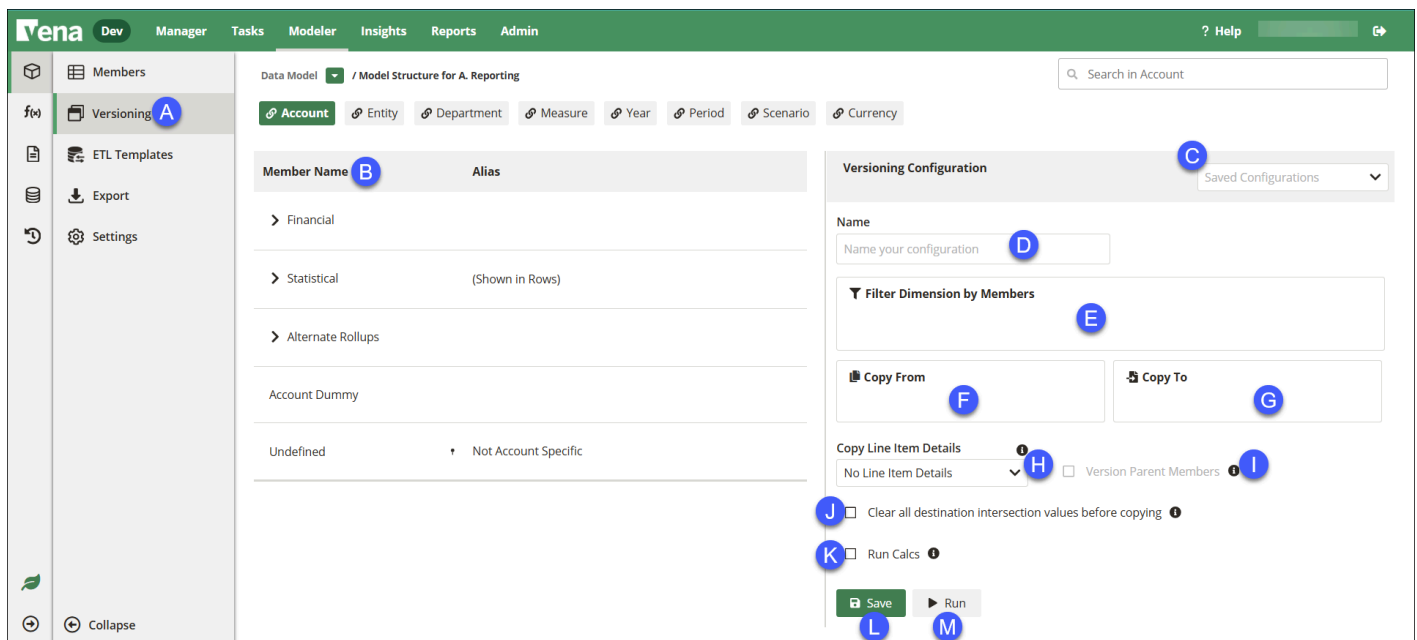 Vena Dev Manager Tasks Modeler Insights Reports Admin ? Help
Members
Versioning A
ETL Templates
Export
Settings
Collapse
f(x)
Data Model / Model Structure for A. Reporting
Search in Account
Account Entity Department Measure Year Period Scenario Currency
Member Name B Alias
Financial
Statistical (Shown in Rows)
Alternate Rollups
Account Dummy
Undefined Not Account Specific
Versioning Configuration
C
Saved Configurations
Name
Name your configuration D
Filter Dimension by Members
E
Copy From
F
Copy To
G
Copy Line Item Details
No Line Item Details H
Version Parent Members I
J Clear all destination intersection values before copying
K Run Calcs
Save Run
L M